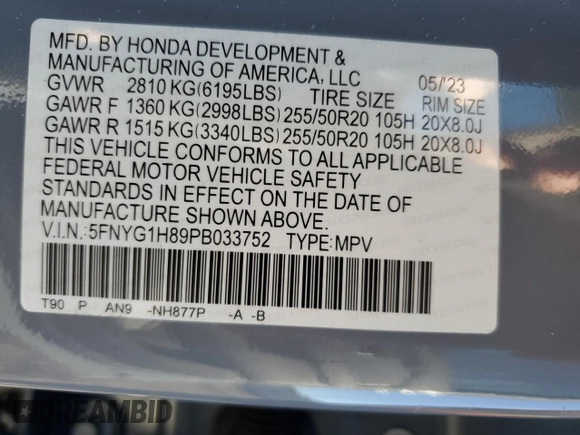 MFD. BY HONDA DEVELOPMENT &
MANUFACTURING OF AMERICA, LLC 05/'23
GVWR 2810 KG(6195LBS) TIRE SIZE RIM SIZE
GAWR F 1360 KG(2998LBS) 255/50R20 105H 20X8.0J
GAWR R 1515 KG(3340LBS) 255/50R20 105H 20X8.0J
THIS VEHICLE CONFORMS TO ALL APPLICABLE
FEDERAL MOTOR VEHICLE SAFETY
STANDARDS IN EFFECT ON THE DATE OF
MANUFACTURE SHOWN ABOVE.
V.I.N.:5FNYG1H89PB033752 TYPE:MPV
T90 P AN9 -NH877P -A -B
DREAMBID